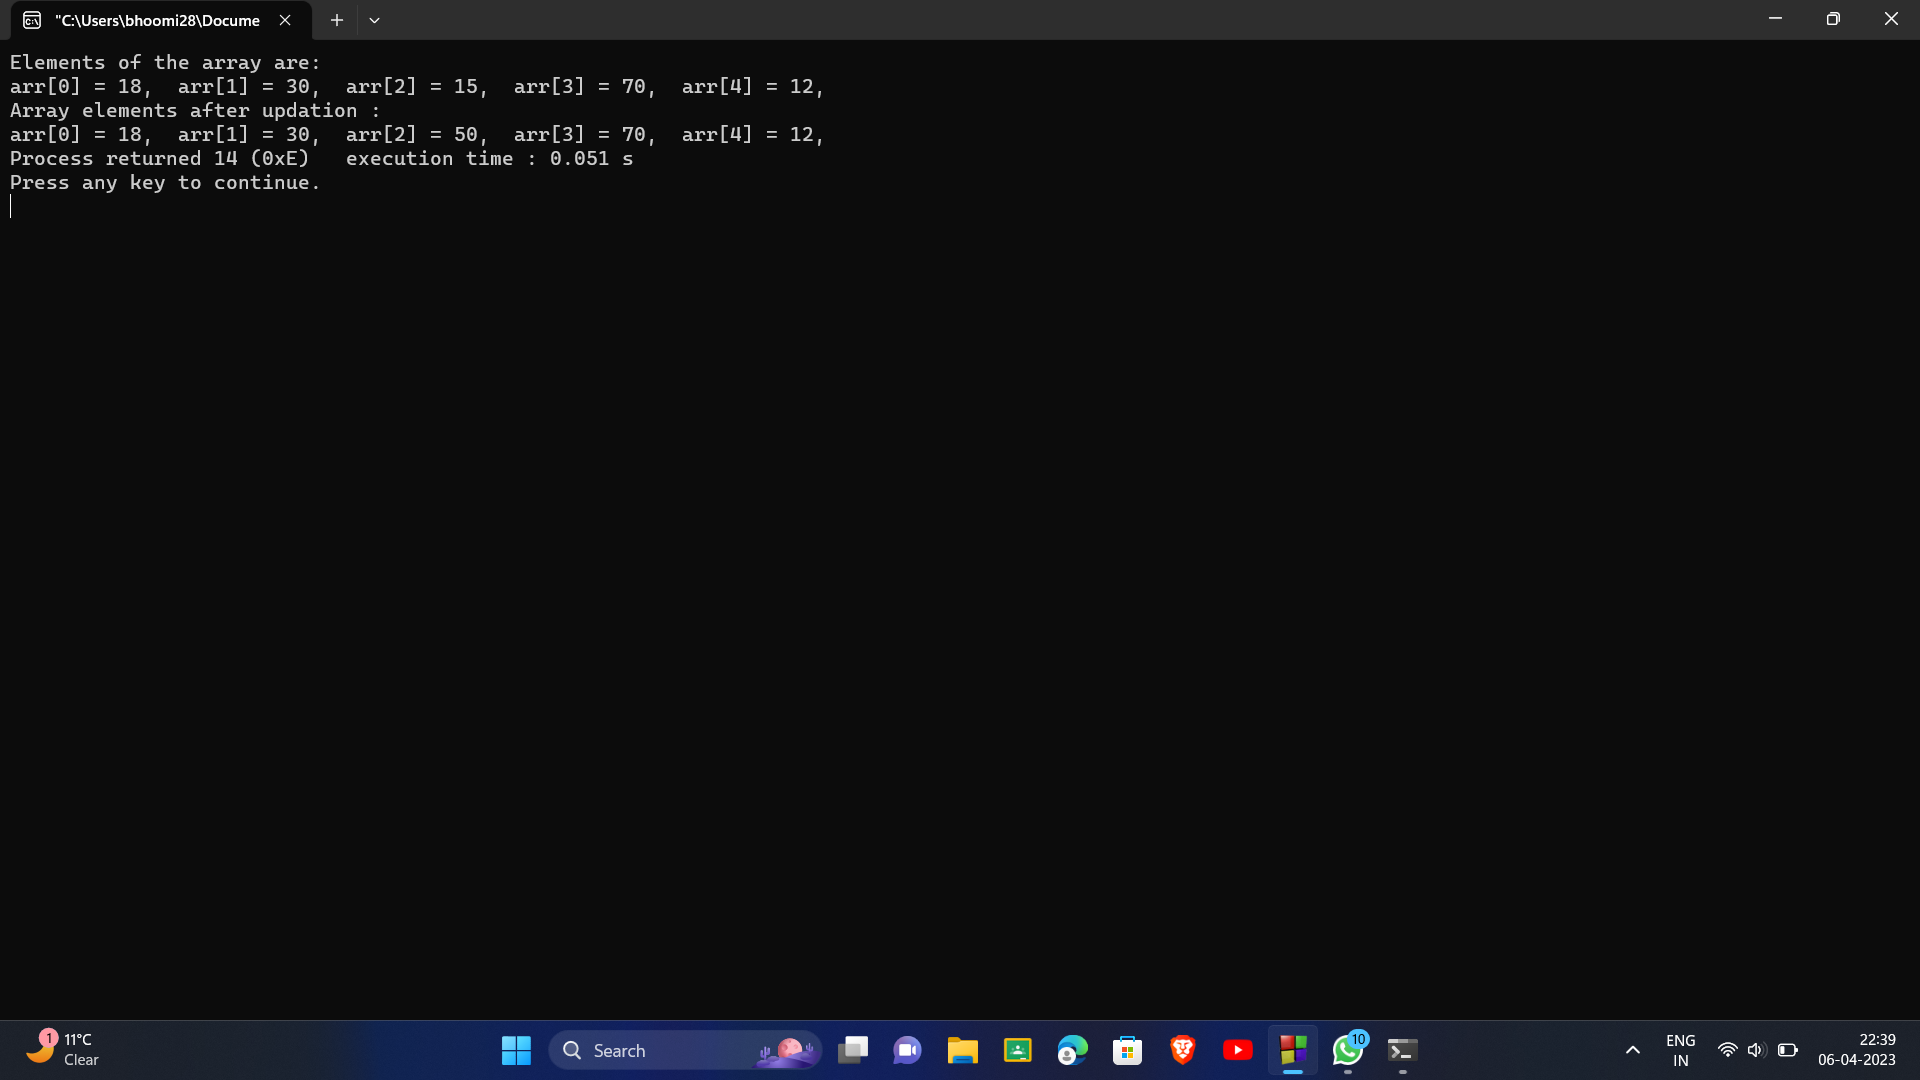 "C:\Users\bhoomi28\Docume
Elements of the array are:
arr[0] = 18,  arr[1] = 30,  arr[2] = 15,  arr[3] = 70,  arr[4] = 12,
Array elements after updation :
arr[0] = 18,  arr[1] = 30,  arr[2] = 50,  arr[3] = 70,  arr[4] = 12,
Process returned 14 (0xE)   execution time : 0.051 s
Press any key to continue.
1
11°C
Clear
Search
10
ENG
IN
22:39
06-04-2023